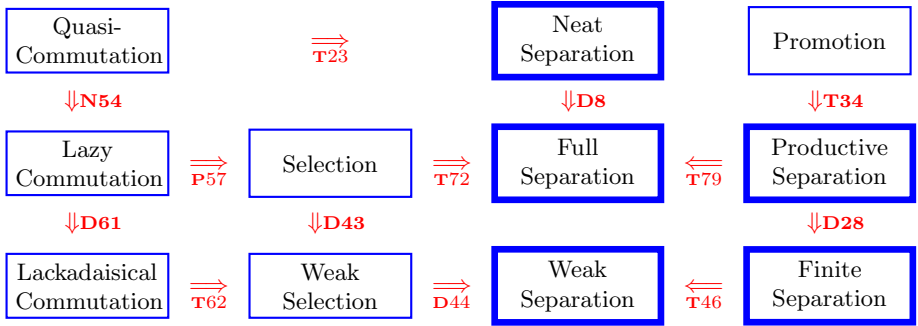 Quasi-
Commutation
⇒
T23
Neat
Separation
Promotion
⇓N54
⇓D8
⇓T34
Lazy
Commutation
⇒
P57
Selection
⇒
T72
Full
Separation
⇐
T79
Productive
Separation
⇓D61
⇓D43
⇓D28
Lackadaisical
Commutation
⇒
T62
Weak
Selection
⇒
D44
Weak
Separation
⇐
T46
Finite
Separation